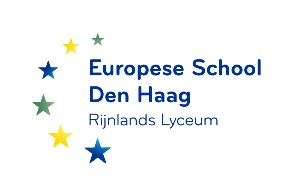 Europese School
Den Haag
Rijnlands Lyceum